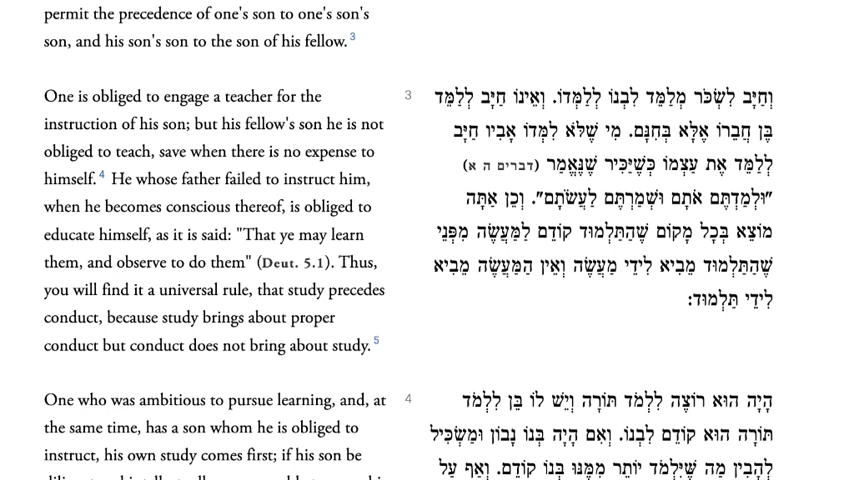 permit the precedence of one's son to one's son's
son, and his son's son to the son of his fellow. 3
One is obliged to engage a teacher for the
instruction of his son; but his fellow's son he is not
obliged to teach, save when there is no expense to
himself. 4 He whose father failed to instruct him,
when he becomes conscious thereof, is obliged to
educate himself, as it is said: "That ye may learn
them, and observe to do them" (Deut. 5.1). Thus,
you will find it a universal rule, that study precedes
conduct, because study brings about proper
conduct but conduct does not bring about study. 5
3
וְחַיָּב לִשְׂכֹּר מְלַמֵּד לִבְנוֹ לְלַמְּדוֹ. וְאֵינוֹ חַיָּב לְלַמֵּד
בֶּן חֲבֵרוֹ אֶלָּא בְּחִנָּם. מִי שֶׁלֹּא לִמְּדוֹ אָבִיו חַיָּב
לְלַמֵּד אֶת עַצְמוֹ כְּשֶׁיַּכִּיר שֶׁנֶּאֱמַר (דברים ה א)
"וּלְמַדְתֶּם אֹתָם וּשְׁמַרְתֶּם לַעֲשֹׂתָם". וְכֵן אַתָּה
מוֹצֵא בְּכָל מָקוֹם שֶׁהַתַּלְמוּד קוֹדֵם לַמַּעֲשֶׂה מִפְּנֵי
שֶׁהַתַּלְמוּד מֵבִיא לִידֵי מַעֲשֶׂה וְאֵין הַמַּעֲשֶׂה מֵבִיא
לִידֵי תַּלְמוּד:
One who was ambitious to pursue learning, and, at
the same time, has a son whom he is obliged to
instruct, his own study comes first; if his son be
4
הָיָה הוּא רוֹצֶה לִלְמֹד תּוֹרָה וְיֵשׁ לוֹ בֵּן לִלְמֹד
תּוֹרָה הוּא קוֹדֵם לִבְנוֹ. וְאִם הָיָה בְּנוֹ נָבוֹן וּמַשְׂכִּיל
לְהָבִין מַה שֶּׁיִּלְמֹד יוֹתֵר מִמֶּנּוּ בְּנוֹ קוֹדֵם. וְאַף עַל